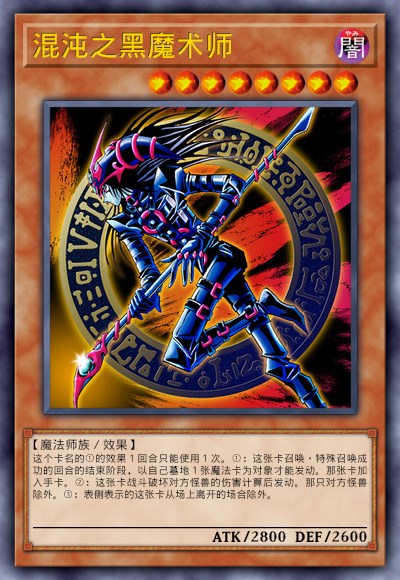 混沌之黑魔术师
やみ
闇
【魔法师族／效果】
这个卡名的①的效果１回合只能使用１次。①：这张卡召唤·特殊召唤成
功的回合的结束阶段，以自己墓地１张魔法卡为对象才能发动。那张卡加
入手卡。②：这张卡战斗破坏对方怪兽的伤害计算后发动。那只对方怪兽
除外。③：表侧表示的这张卡从场上离开的场合除外。
ATK/2800 DEF/2600